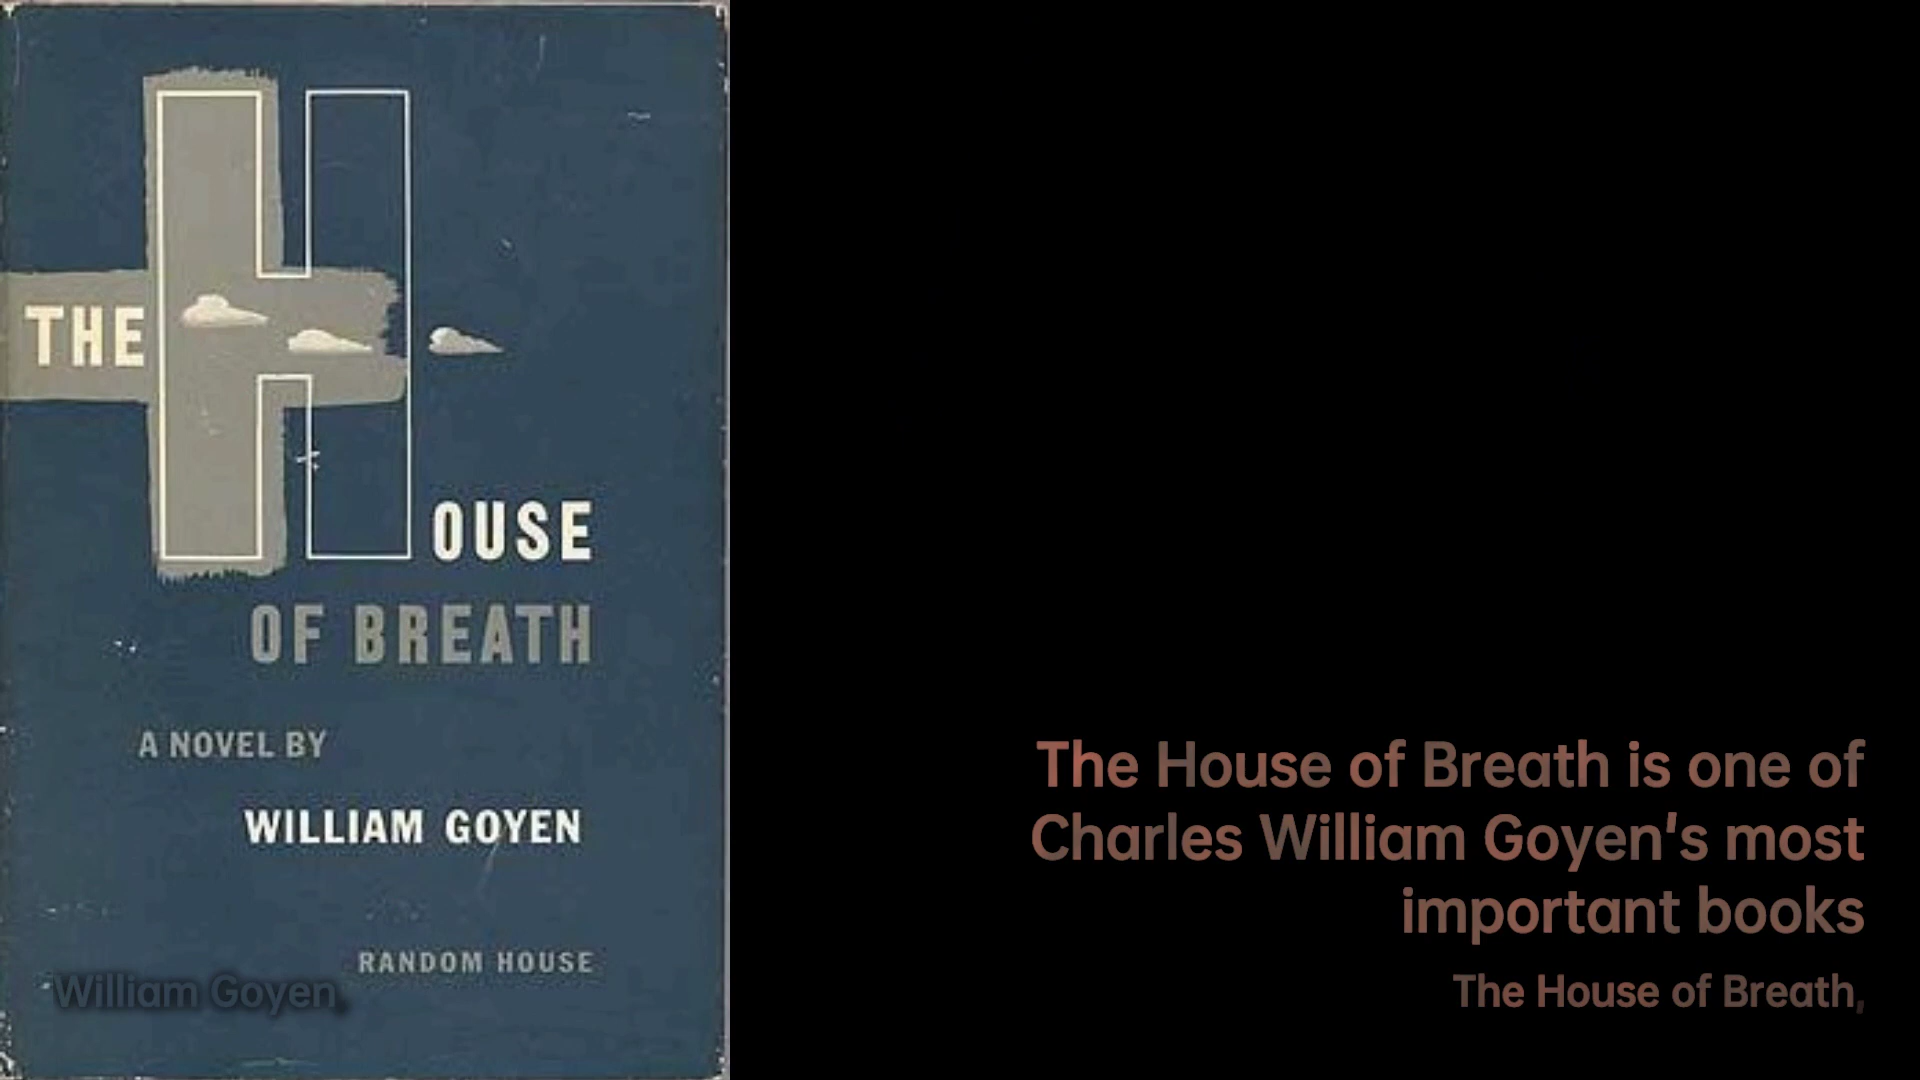 THE
HOUSE
OF BREATH
A NOVEL BY
WILLIAM GOYEN
RANDOM HOUSE
William Goyen,
The House of Breath is one of
Charles William Goyen's most
important books
The House of Breath,